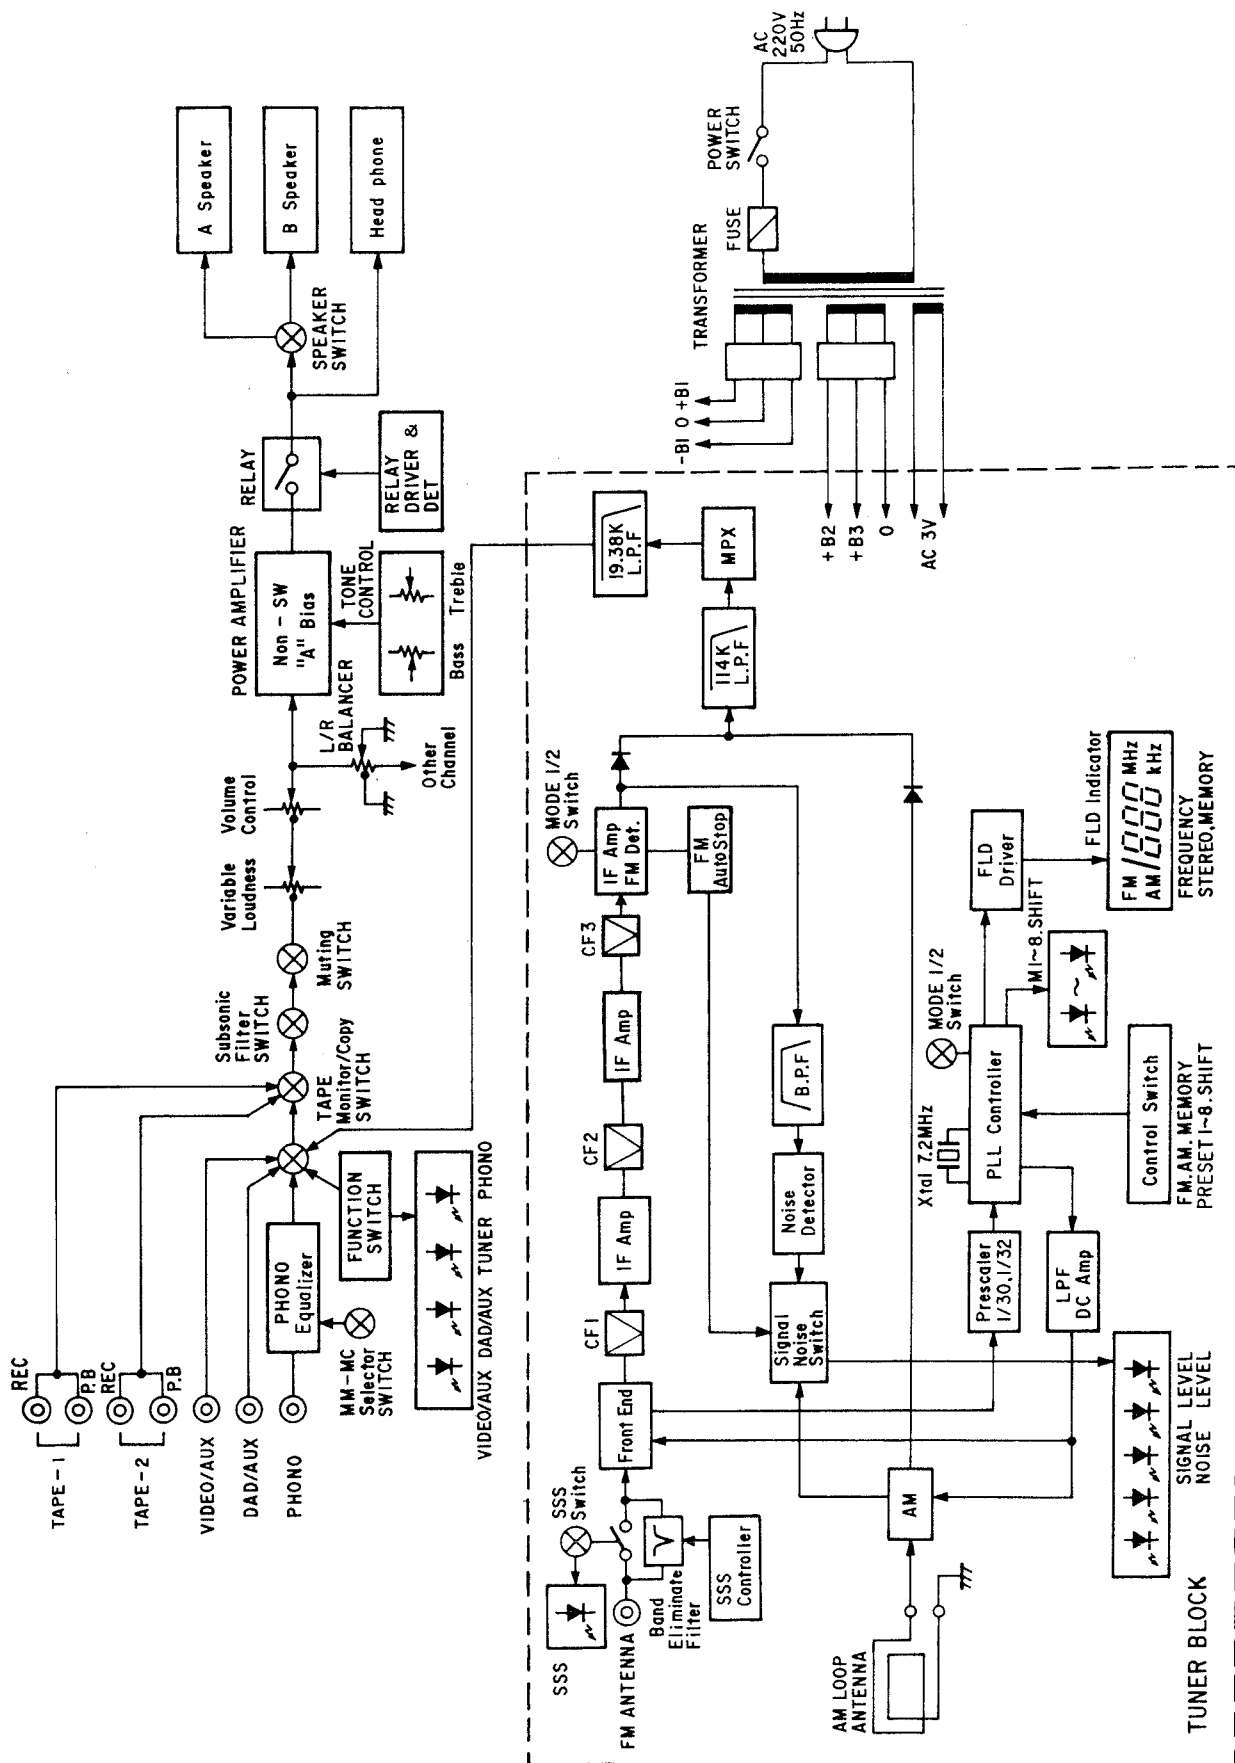 TAPE-1
REC
P.B
TAPE-2
REC
P.B
VIDEO/AUX
DAD/AUX
PHONO
MM-MC
Selector
SWITCH
PHONO
Equalizer
FUNCTION
SWITCH
VIDEO/AUX DAD/AUX TUNER PHONO
TAPE
Monitor/Copy
SWITCH
Subsonic
Filter
SWITCH
Muting
SWITCH
Variable
Loudness
Volume
Control
L/R
BALANCER
Other
Channel
POWER AMPLIFIER
Non-SW
"A" Bias
TONE
CONTROL
Bass
Treble
RELAY
RELAY
DRIVER &
DET
SPEAKER
SWITCH
A Speaker
B Speaker
Head phone
SSS
SSS
Switch
FM ANTENNA
Band
Eliminate
Filter
SSS
Controller
Front End
CF1
IF Amp
CF2
IF Amp
CF3
IF Amp
FM Det.
MODE 1/2
Switch
FM
AutoStop
114K
L.P.F
MPX
19.38K
L.P.F
Signal
Noise
Switch
Noise
Detector
B.P.F
AM LOOP
ANTENNA
AM
Prescaler
1/30,1/32
LPF
DC Amp
Xtal 7.2MHz
PLL Controller
MODE 1/2
Switch
FLD
Driver
M1~8.SHIFT
~
Control Switch
FM.AM.MEMORY
PRESET1~8.SHIFT
FLD Indicator
FM 1000 MHz
AM 1000 kHz
FREQUENCY
STEREO,MEMORY
SIGNAL LEVEL
NOISE LEVEL
TUNER BLOCK
TRANSFORMER
FUSE
POWER
SWITCH
AC
220V
50Hz
-B1 0 +B1
+B2
+B3
0
AC 3V